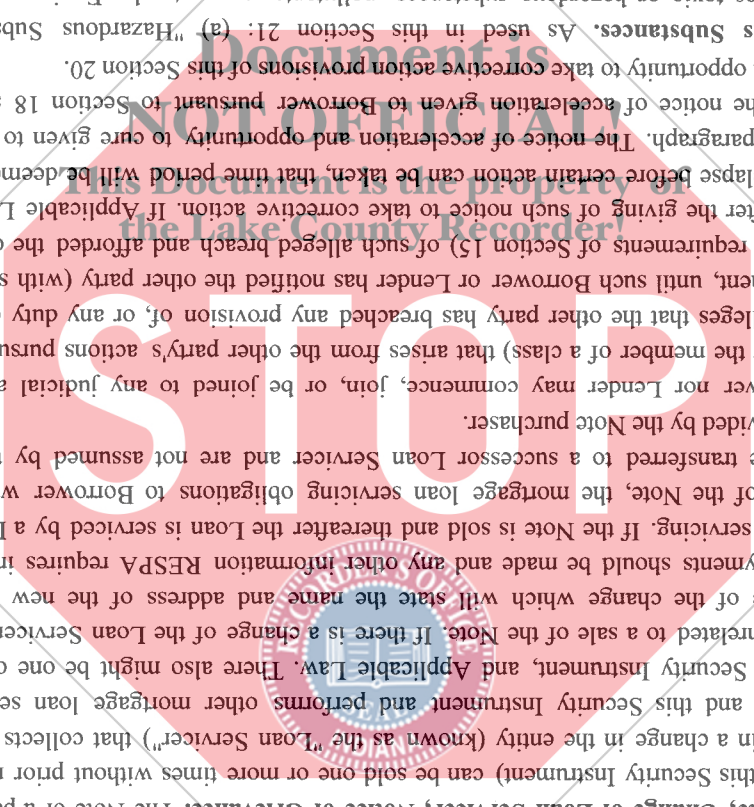 Document is
NOT OFFICIAL!
This Document is the property of
the Lake County Recorder!
STOP
RECORDER'S OFFICE
SEAL
INDIANA
Change of Loan Servicer; Notice of Grievance. The Note or a
this Security Instrument) can be sold one or more times without prior
in a change in the entity (known as the "Loan Servicer") that collects
and this Security Instrument and performs other mortgage loan se
Security Instrument, and Applicable Law. There also might be one
related to a sale of the Note. If there is a change of the Loan Servicer
of the change which will state the name and address of the new
yments should be made and any other information RESPA requires i
servicing. If the Note is sold and thereafter the Loan is serviced by a
of the Note, the mortgage loan servicing obligations to Borrower w
e transferred to a successor Loan Servicer and are not assumed by
vided by the Note purchaser.
wer nor Lender may commence, join, or be joined to any judicial a
the member of a class) that arises from the other party's actions pursu
leges that the other party has breached any provision of, or any duty
ment, until such Borrower or Lender has notified the other party (with s
requirements of Section 15) of such alleged breach and afforded the
fter the giving of such notice to take corrective action. If Applicable L
lapse before certain action can be taken, that time period will be deeme
paragraph. The notice of acceleration and opportunity to cure given to
he notice of acceleration given to Borrower pursuant to Section 18
opportunity to take corrective action provisions of this Section 20.
s Substances. As used in this Section 21: (a) "Hazardous Subs